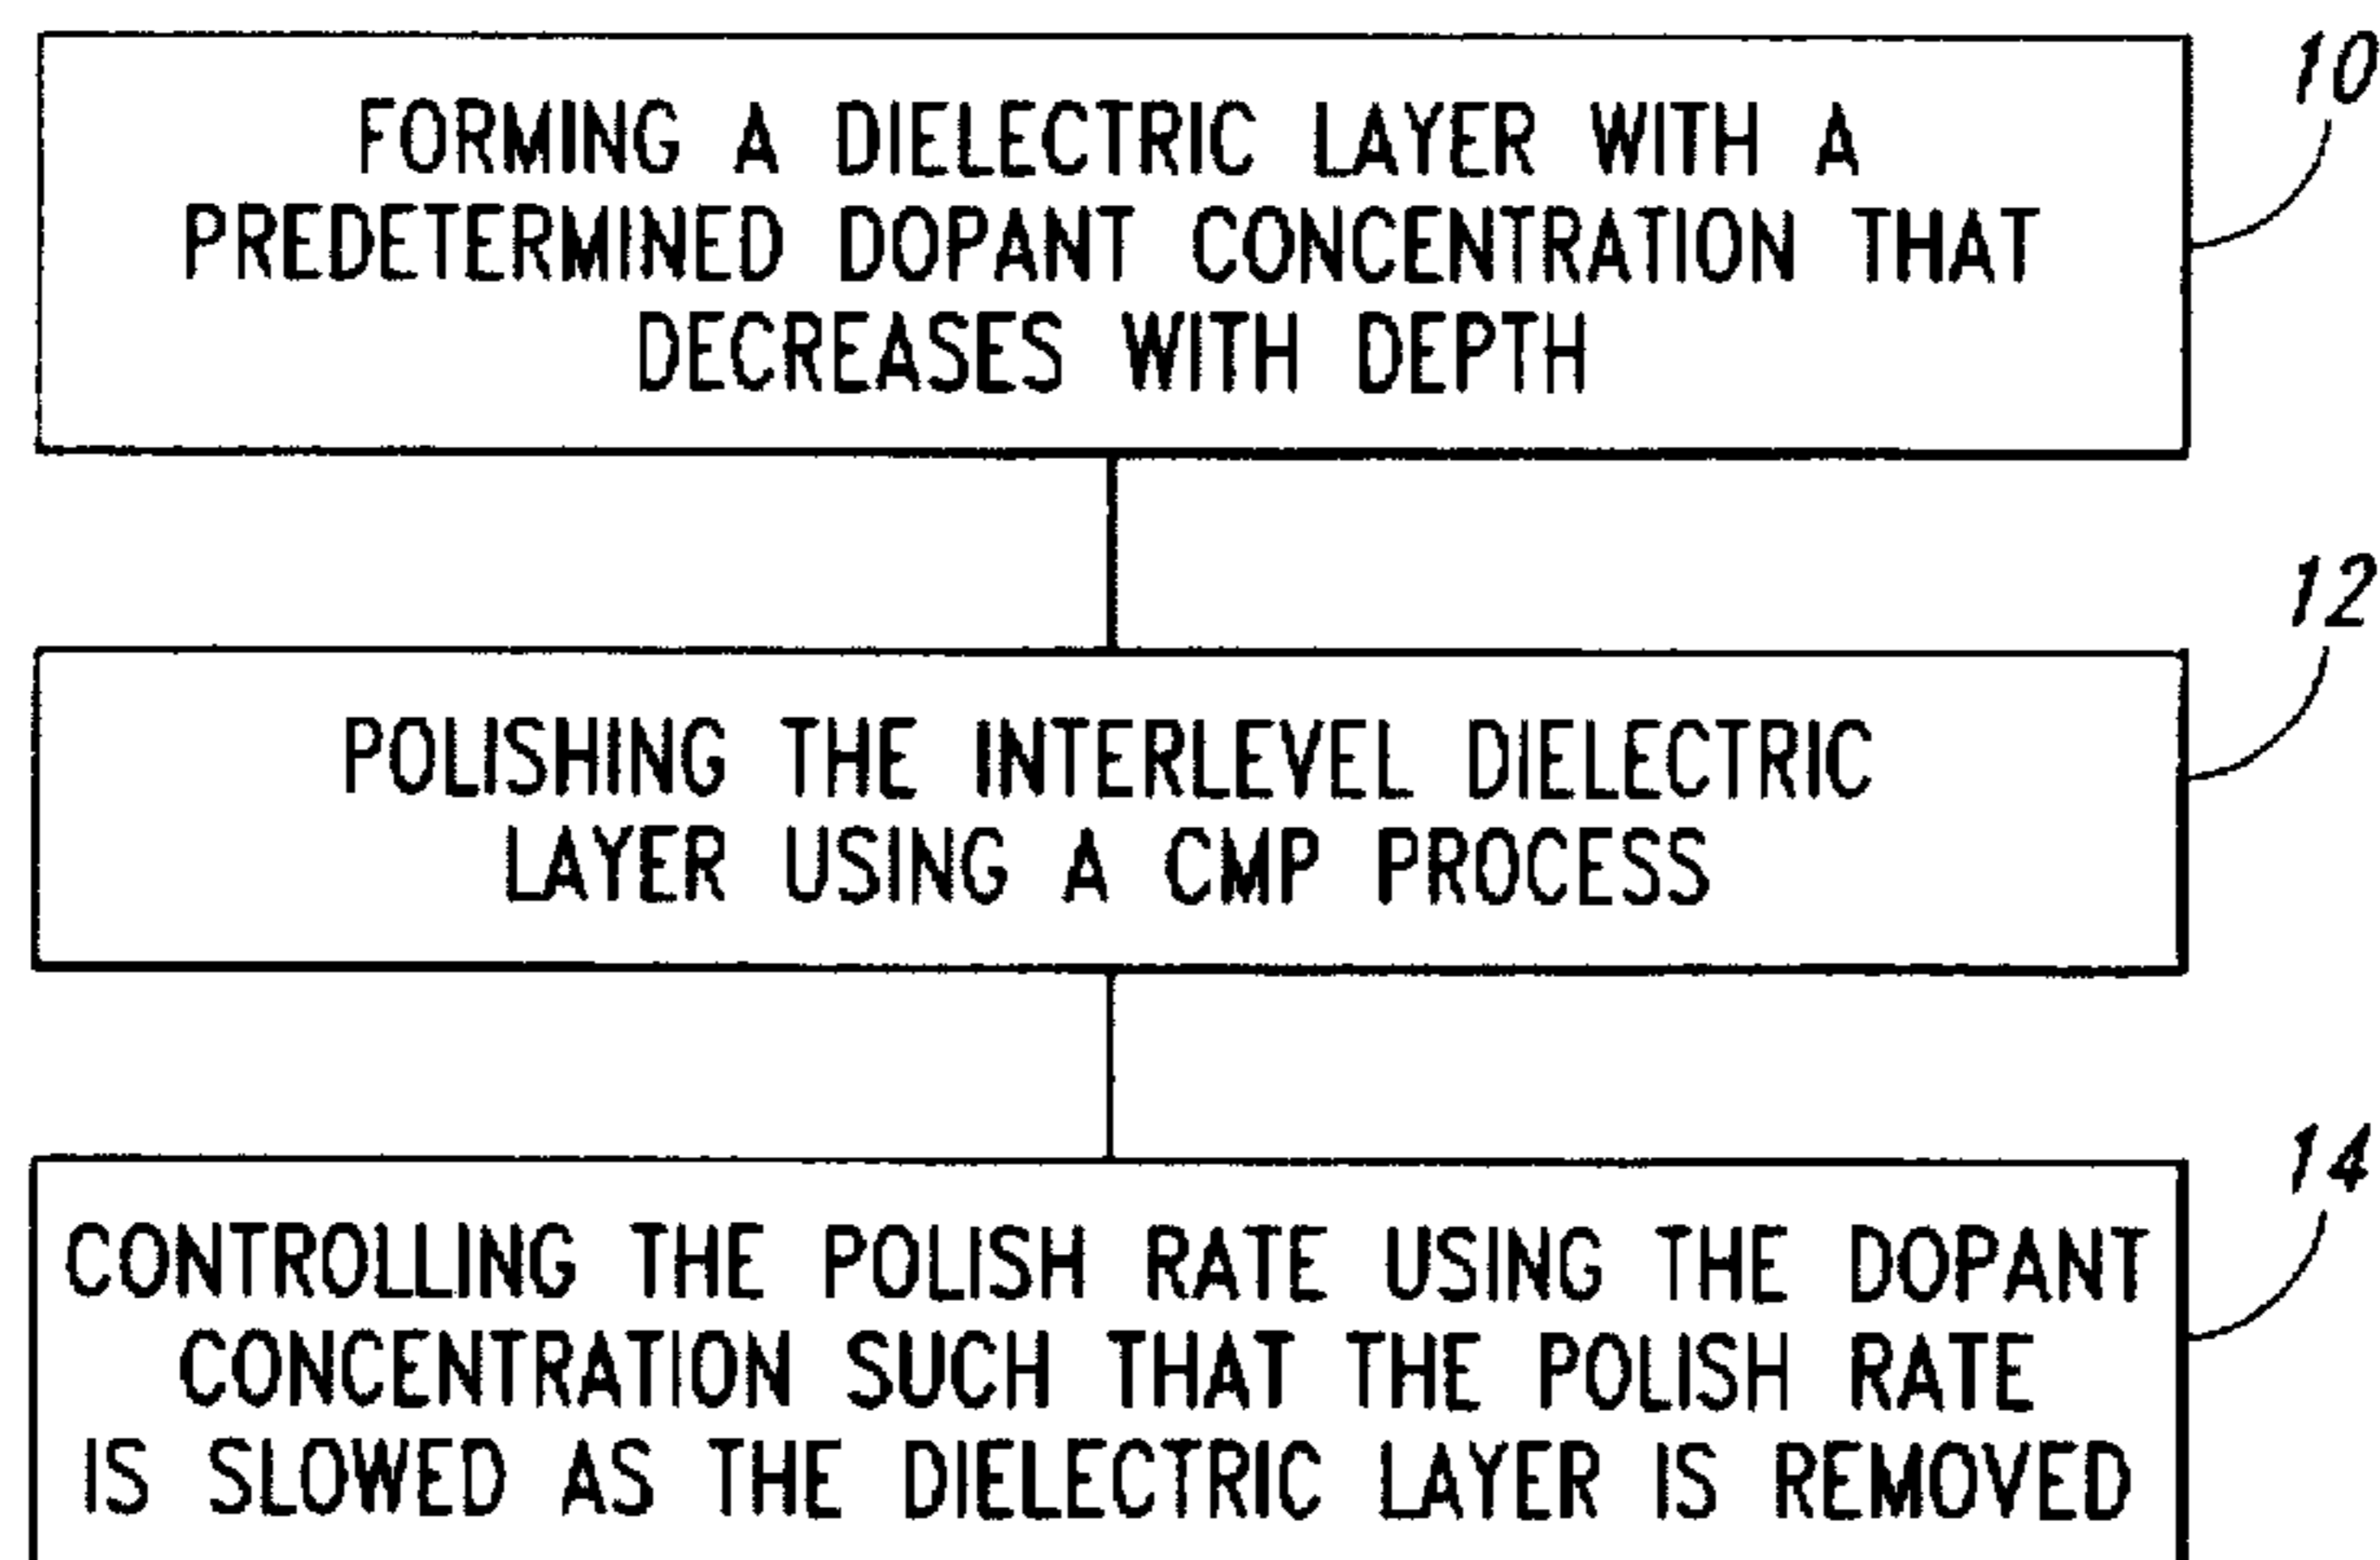 10
FORMING A DIELECTRIC LAYER WITH A
PREDETERMINED DOPANT CONCENTRATION THAT
DECREASES WITH DEPTH
12
POLISHING THE INTERLEVEL DIELECTRIC
LAYER USING A CMP PROCESS
14
CONTROLLING THE POLISH RATE USING THE DOPANT
CONCENTRATION SUCH THAT THE POLISH RATE
IS SLOWED AS THE DIELECTRIC LAYER IS REMOVED